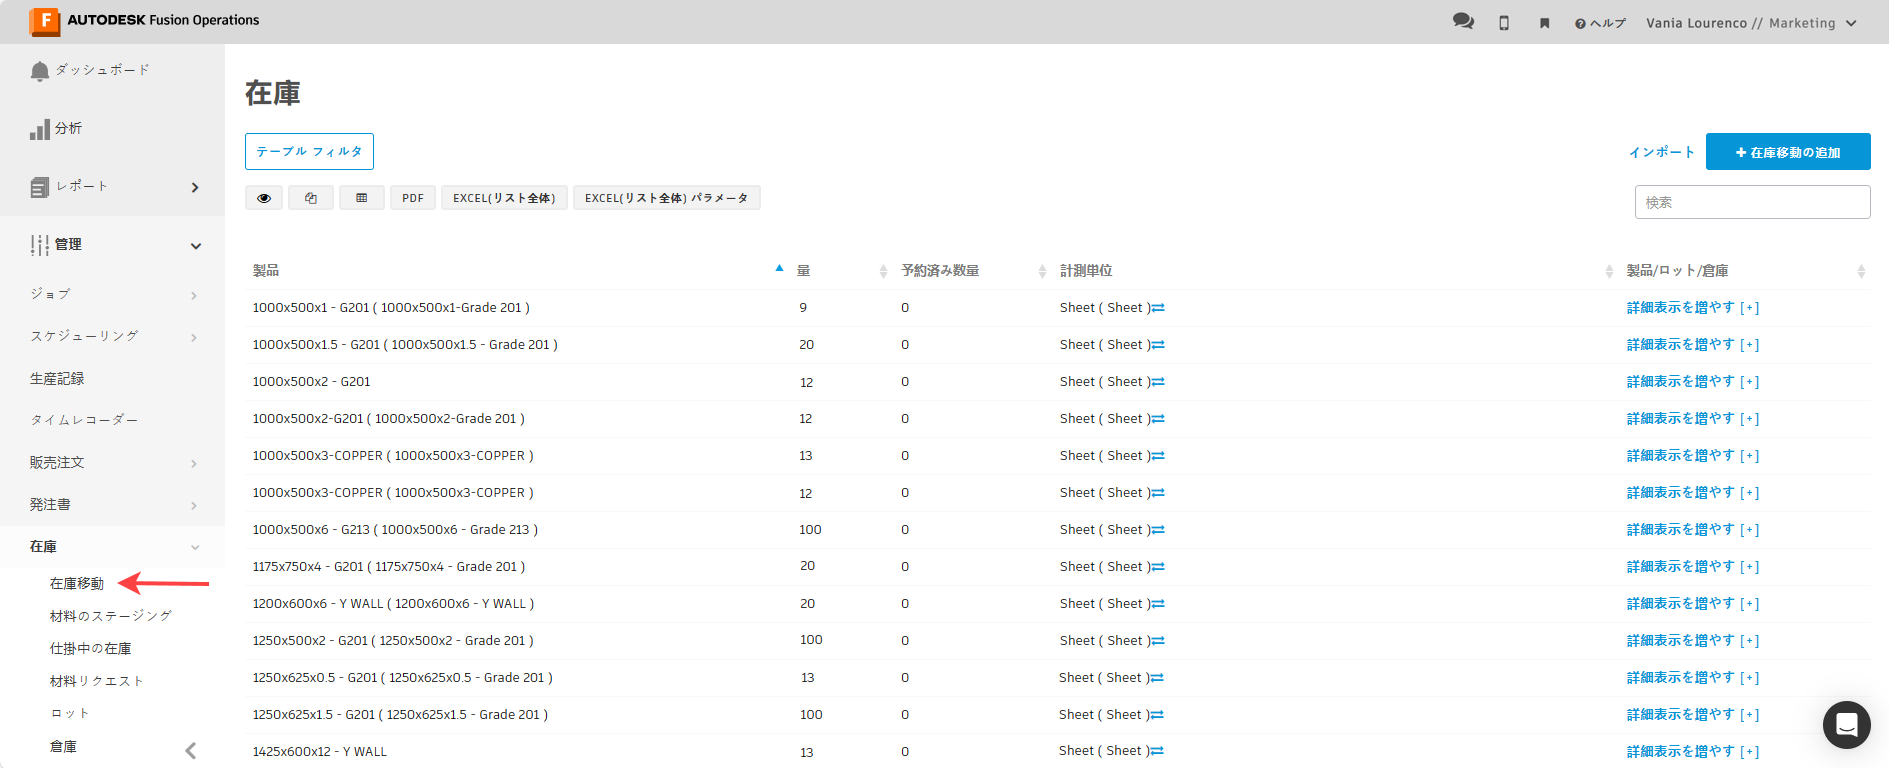 AUTODESK Fusion Operations
ヘルプ
Vania Lourenco // Marketing
ダッシュボード
分析
レポート
管理
ジョブ
スケジューリング
生産記録
タイムレコーダー
販売注文
発注書
在庫
在庫移動
材料のステージング
仕掛中の在庫
材料リクエスト
ロット
倉庫
在庫
テーブル フィルタ
インポート
+ 在庫移動の追加
PDF
EXCEL(リスト全体)
EXCEL(リスト全体) パラメータ
検索
製品 量 予約済み数量 計測単位 製品/ロット/倉庫
1000x500x1 - G201 ( 1000x500x1-Grade 201 ) 9 0 Sheet ( Sheet ) 詳細表示を増やす [+]
1000x500x1.5 - G201 ( 1000x500x1.5 - Grade 201 ) 20 0 Sheet ( Sheet ) 詳細表示を増やす [+]
1000x500x2 - G201 12 0 Sheet ( Sheet ) 詳細表示を増やす [+]
1000x500x2-G201 ( 1000x500x2-Grade 201 ) 12 0 Sheet ( Sheet ) 詳細表示を増やす [+]
1000x500x3-COPPER ( 1000x500x3-COPPER ) 13 0 Sheet ( Sheet ) 詳細表示を増やす [+]
1000x500x3-COPPER ( 1000x500x3-COPPER ) 12 0 Sheet ( Sheet ) 詳細表示を増やす [+]
1000x500x6 - G213 ( 1000x500x6 - Grade 213 ) 100 0 Sheet ( Sheet ) 詳細表示を増やす [+]
1175x750x4 - G201 ( 1175x750x4 - Grade 201 ) 20 0 Sheet ( Sheet ) 詳細表示を増やす [+]
1200x600x6 - Y WALL ( 1200x600x6 - Y WALL ) 20 0 Sheet ( Sheet ) 詳細表示を増やす [+]
1250x500x2 - G201 ( 1250x500x2 - Grade 201 ) 100 0 Sheet ( Sheet ) 詳細表示を増やす [+]
1250x625x0.5 - G201 ( 1250x625x0.5 - Grade 201 ) 13 0 Sheet ( Sheet ) 詳細表示を増やす [+]
1250x625x1.5 - G201 ( 1250x625x1.5 - Grade 201 ) 100 0 Sheet ( Sheet ) 詳細表示を増やす [+]
1425x600x12 - Y WALL 13 0 Sheet ( Sheet ) 詳細表示を増やす [+]